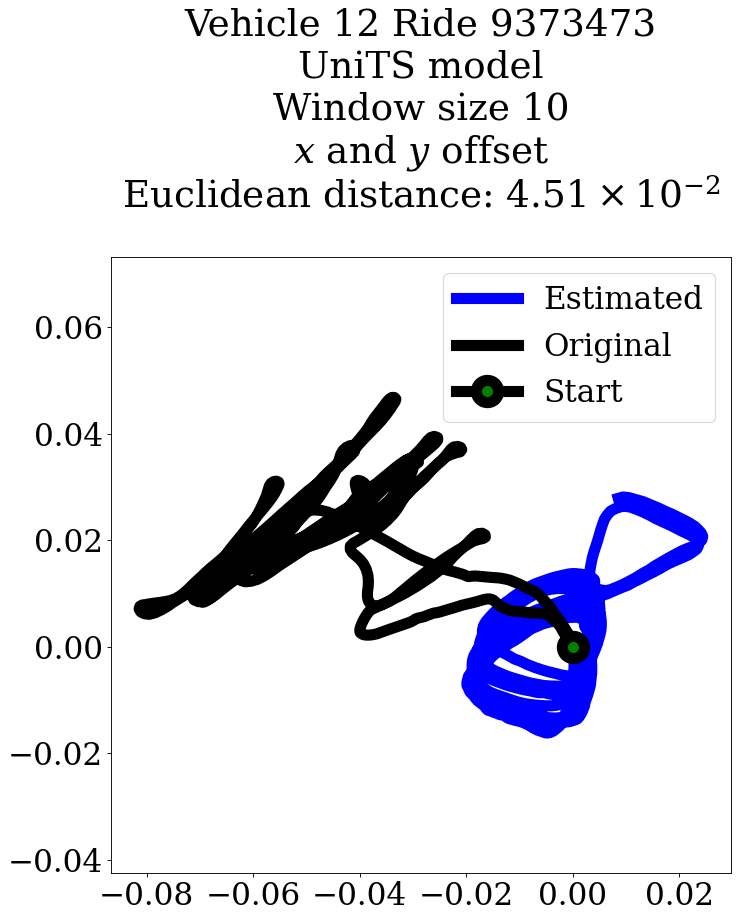 Vehicle 12 Ride 9373473
UniTS model
Window size 10
x and y offset
Euclidean distance: 4.51 × 10⁻²
Estimated
Original
Start
0.06
0.04
0.02
0.00
−0.02
−0.04
−0.08 −0.06 −0.04 −0.02 0.00 0.02